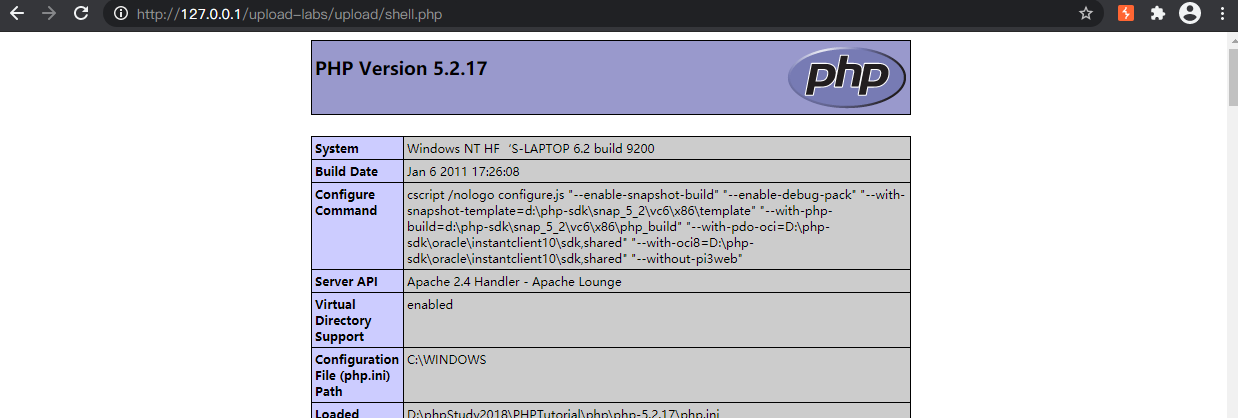 http://127.0.0.1/upload-labs/upload/shell.php
PHP Version 5.2.17
php
System
Windows NT HF‘S-LAPTOP 6.2 build 9200
Build Date
Jan 6 2011 17:26:08
Configure
Command
cscript /nologo configure.js "--enable-snapshot-build" "--enable-debug-pack" "--with-
snapshot-template=d:\php-sdk\snap_5_2\vc6\x86\template" "--with-php-
build=d:\php-sdk\snap_5_2\vc6\x86\php_build" "--with-pdo-oci=D:\php-
sdk\oracle\instantclient10\sdk,shared" "--with-oci8=D:\php-
sdk\oracle\instantclient10\sdk,shared" "--without-pi3web"
Server API
Apache 2.4 Handler - Apache Lounge
Virtual
Directory
Support
enabled
Configuration
File (php.ini)
Path
C:\WINDOWS
Loaded
D:\phpStudy2018\PHPTutorial\php\php-5.2.17\php.ini